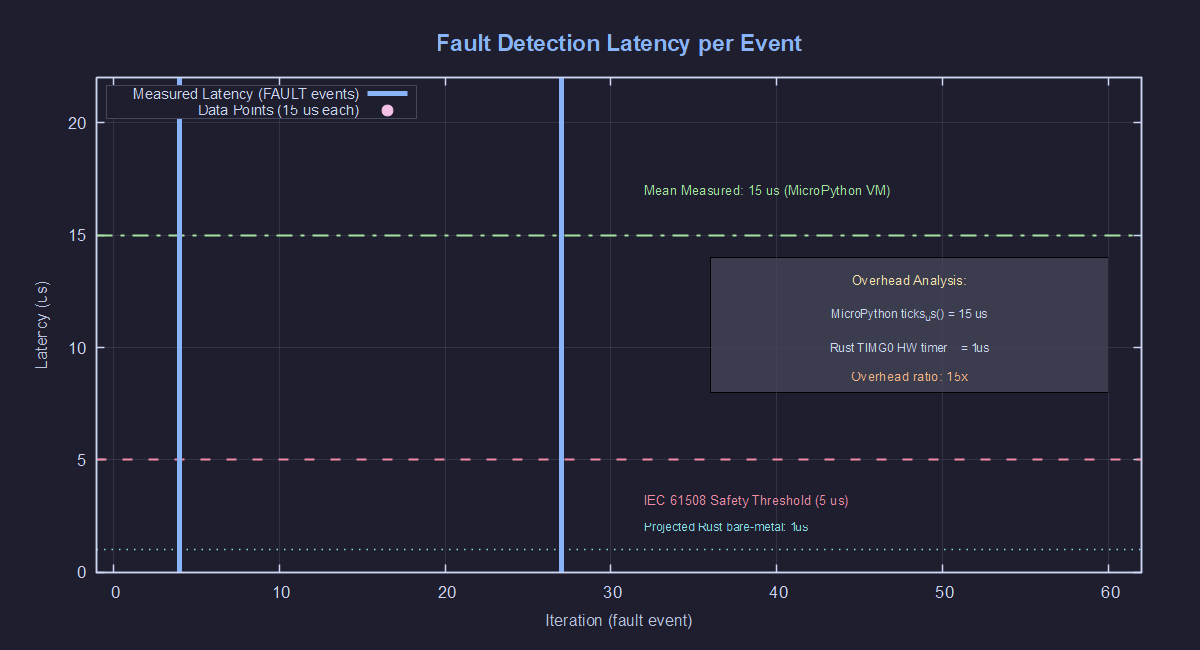 Fault Detection Latency per Event
Measured Latency (FAULT events)
Data Points (15 us each)
20
15
10
5
0
Latency (us)
Mean Measured: 15 us (MicroPython VM)
Overhead Analysis:
MicroPython ticksus() = 15 us
Rust TIMG0 HW timer = 1us
Overhead ratio: 15x
IEC 61508 Safety Threshold (5 us)
Projected Rust bare-metal: 1us
0 10 20 30 40 50 60
Iteration (fault event)